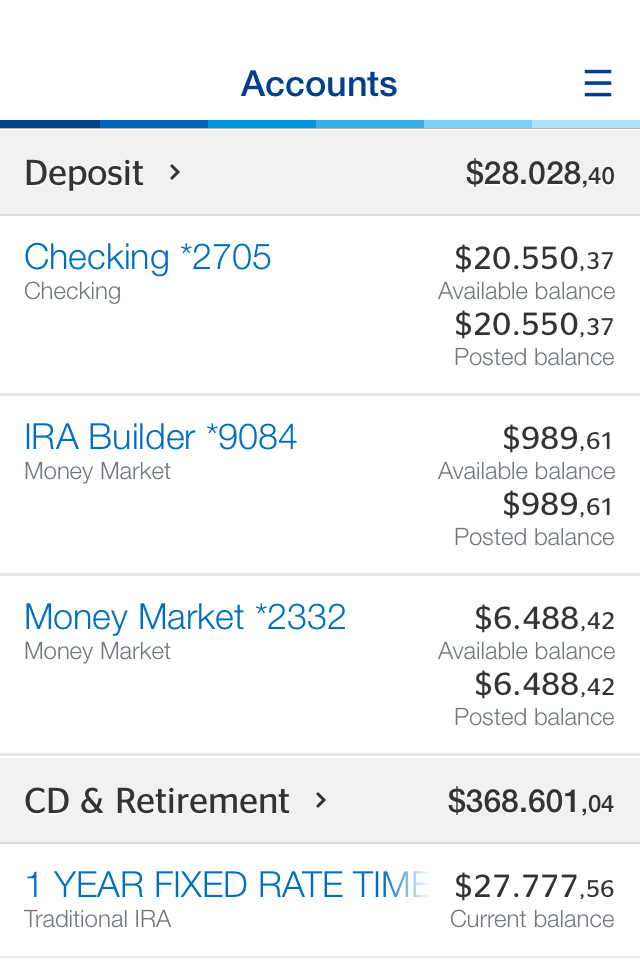 Accounts
Deposit $28.028,40
Checking *2705 $20.550,37
Checking Available balance
$20.550,37
Posted balance
IRA Builder *9084 $989,61
Money Market Available balance
$989,61
Posted balance
Money Market *2332 $6.488,42
Money Market Available balance
$6.488,42
Posted balance
CD & Retirement $368.601,04
1 YEAR FIXED RATE TIME $27.777,56
Traditional IRA Current balance